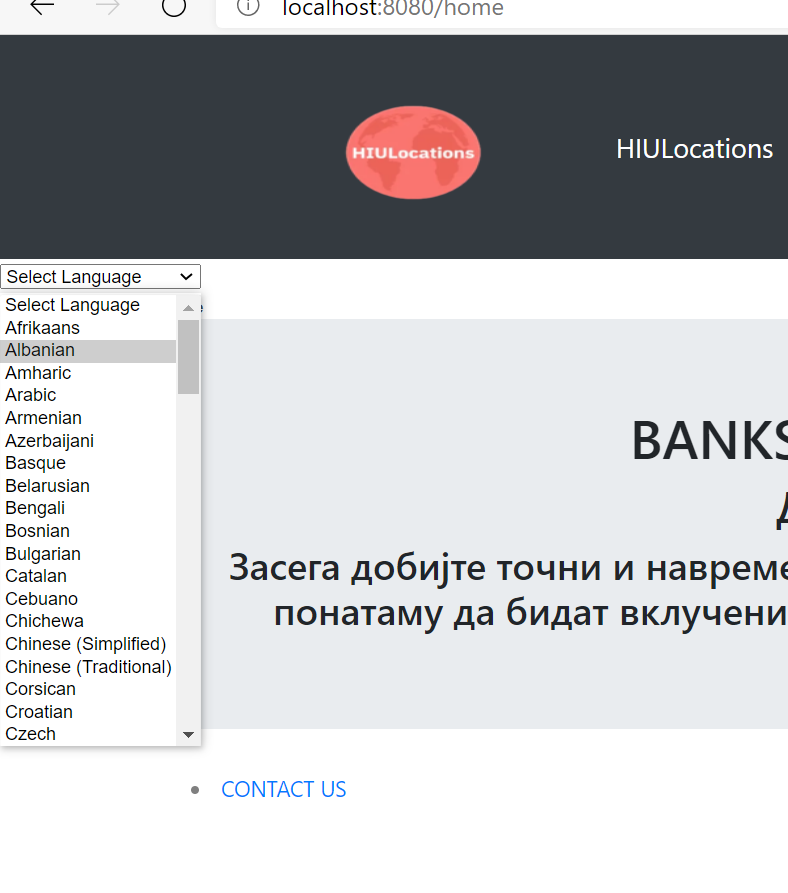 localhost:8080/home
HIULocations
HIULocations
Select Language
Select Language
Afrikaans
Albanian
Amharic
Arabic
Armenian
Azerbaijani
Basque
Belarusian
Bengali
Bosnian
Bulgarian
Catalan
Cebuano
Chichewa
Chinese (Simplified)
Chinese (Traditional)
Corsican
Croatian
Czech
BANKS
Засега добијте точни и навреме
понатаму да бидат вклучени
CONTACT US